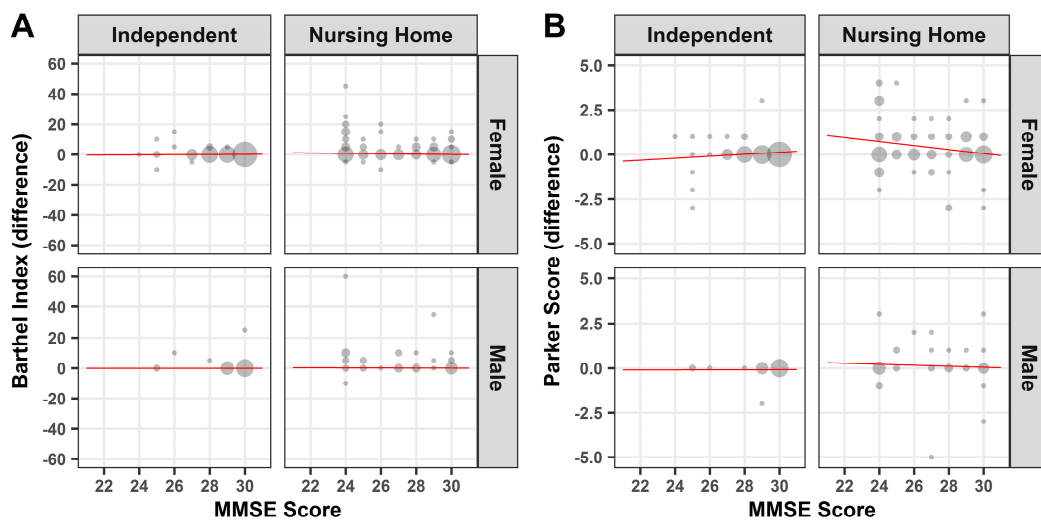 A
Independent
Nursing Home
Barthel Index (difference)
60
40
20
0
-20
-40
-60
Female
60
40
20
0
-20
-40
-60
Male
22 24 26 28 30 22 24 26 28 30
MMSE Score
B
Independent
Nursing Home
Parker Score (difference)
5.0
2.5
0.0
-2.5
-5.0
Female
5.0
2.5
0.0
-2.5
-5.0
Male
22 24 26 28 30 22 24 26 28 30
MMSE Score